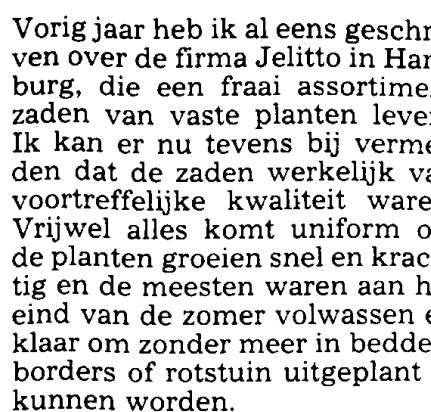 Vorig jaar heb ik al eens geschr
ven over de firma Jelitto in Har
burg, die een fraai assortime
zaden van vaste planten lever
Ik kan er nu tevens bij verme
den dat de zaden werkelijk va
voortreffelijke kwaliteit ware
Vrijwel alles komt uniform o
de planten groeien snel en krac
tig en de meesten waren aan h
eind van de zomer volwassen e
klaar om zonder meer in bedde
borders of rotstuin uitgeplant
kunnen worden.